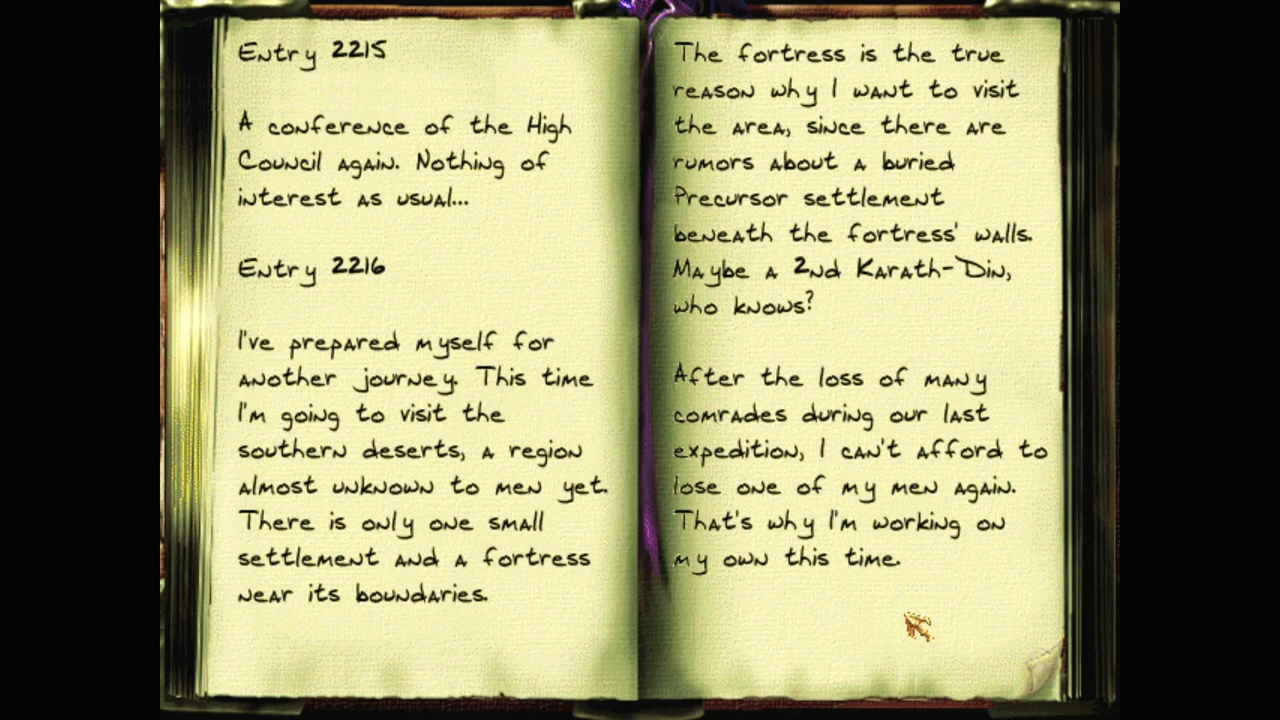 Entry 2215
A conference of the High
Council again. Nothing of
interest as usual...
Entry 2216
I've prepared myself for
another journey. This time
I'm going to visit the
southern deserts, a region
almost unknown to men yet.
There is only one small
settlement and a fortress
near its boundaries.
The fortress is the true
reason why I want to visit
the area, since there are
rumors about a buried
Precursor settlement
beneath the fortress' walls.
Maybe a 2nd Karath-Din,
who knows?
After the loss of many
comrades during our last
expedition, I can't afford to
lose one of my men again.
That's why I'm working on
my own this time.